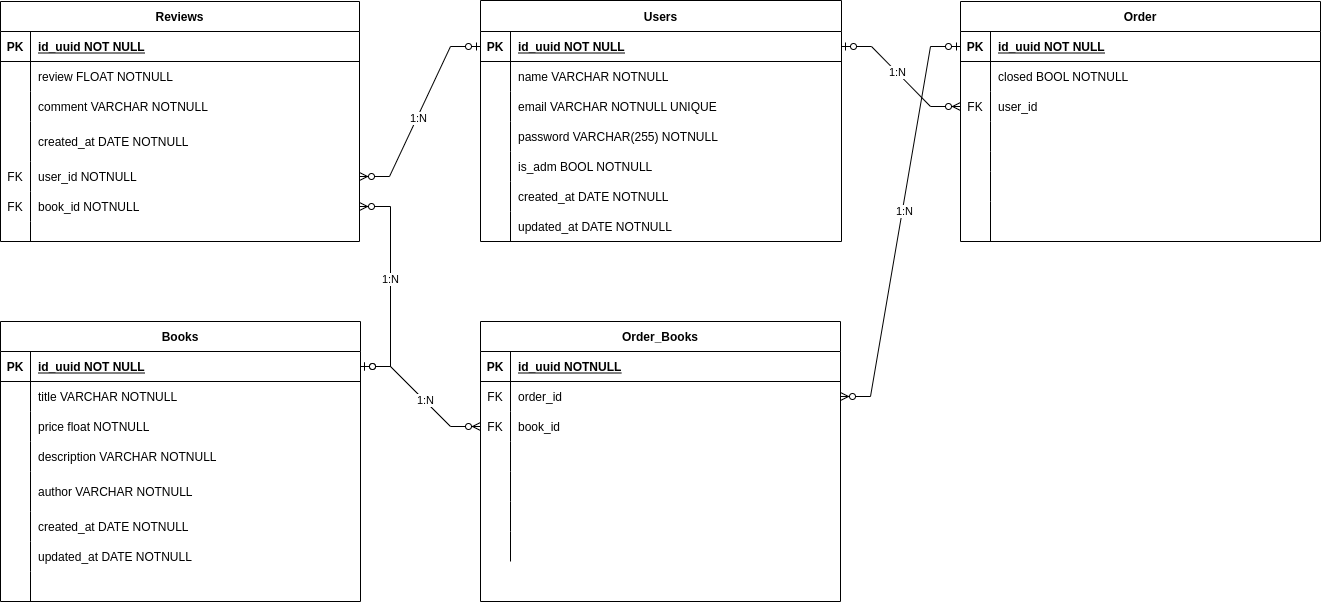 Reviews
PK id_uuid NOT NULL
review FLOAT NOTNULL
comment VARCHAR NOTNULL
created_at DATE NOTNULL
FK user_id NOTNULL
FK book_id NOTNULL
1:N
Users
PK id_uuid NOT NULL
name VARCHAR NOTNULL
email VARCHAR NOTNULL UNIQUE
password VARCHAR(255) NOTNULL
is_adm BOOL NOTNULL
created_at DATE NOTNULL
updated_at DATE NOTNULL
1:N
Order
PK id_uuid NOT NULL
closed BOOL NOTNULL
FK user_id
1:N
1:N
Books
PK id_uuid NOT NULL
title VARCHAR NOTNULL
price float NOTNULL
description VARCHAR NOTNULL
author VARCHAR NOTNULL
created_at DATE NOTNULL
updated_at DATE NOTNULL
1:N
Order_Books
PK id_uuid NOTNULL
FK order_id
FK book_id